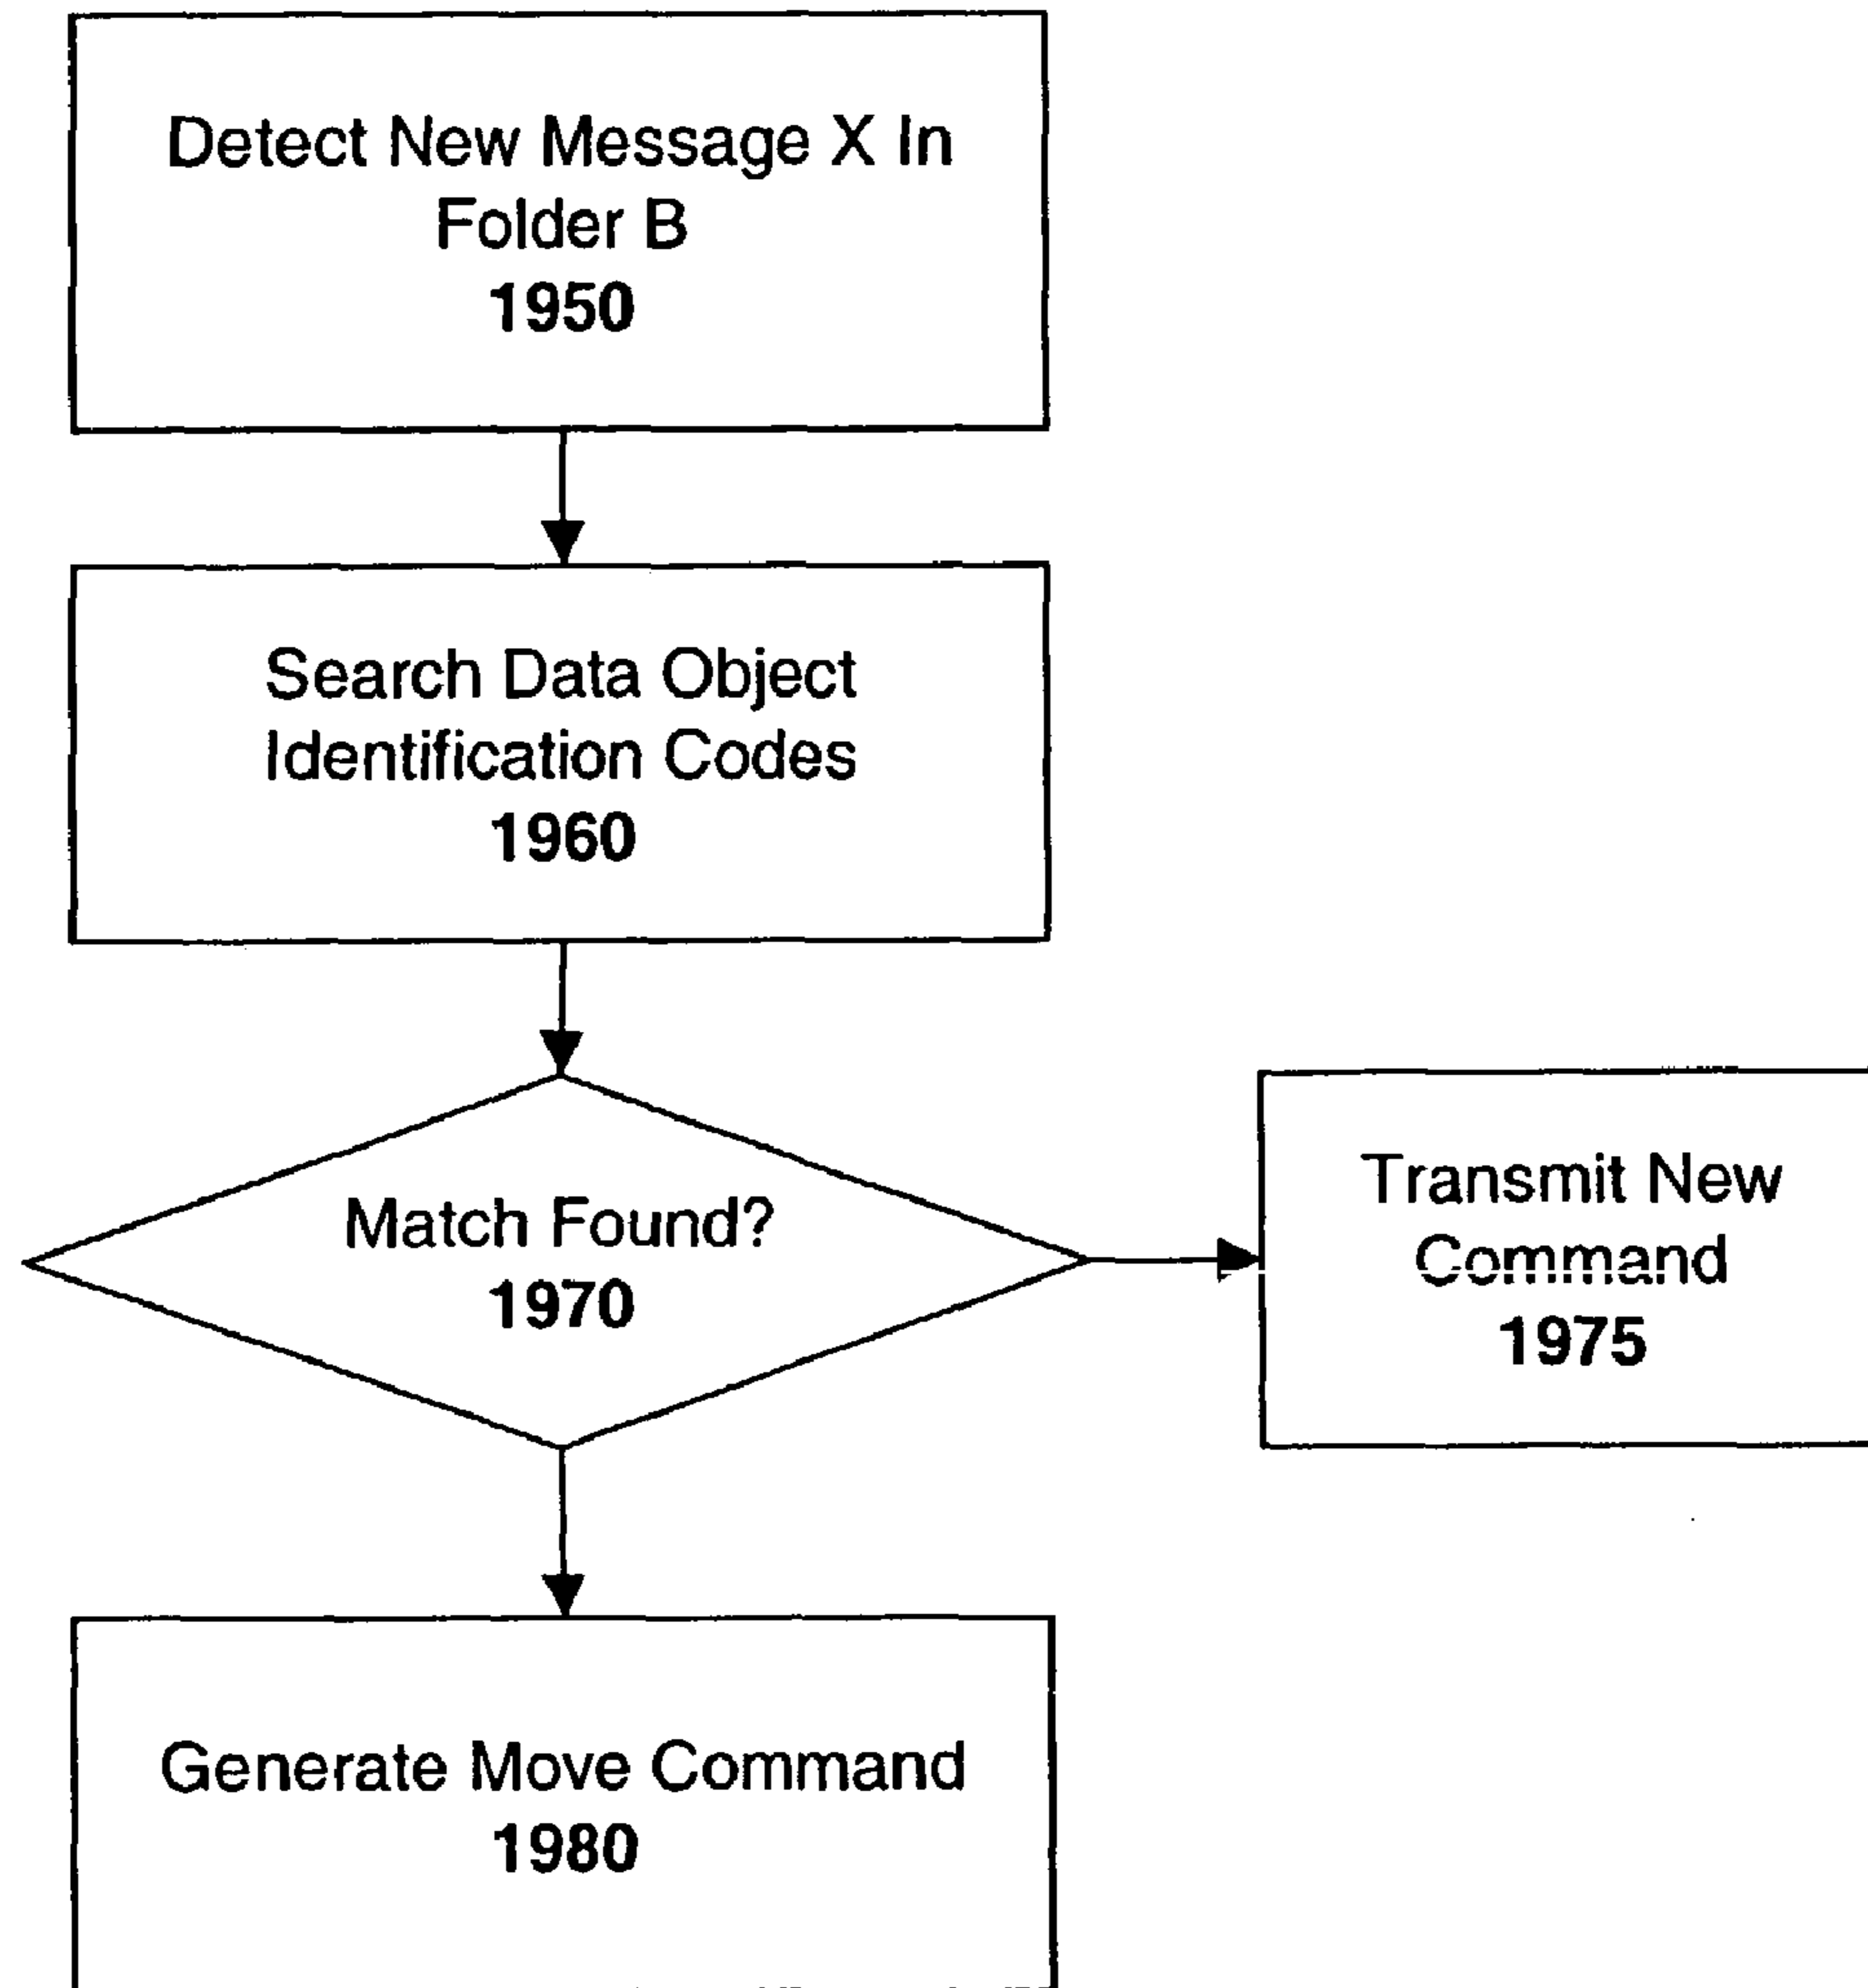 Detect New Message X In
Folder B
1950
Search Data Object
Identification Codes
1960
Match Found?
1970
Transmit New
Command
1975
Generate Move Command
1980